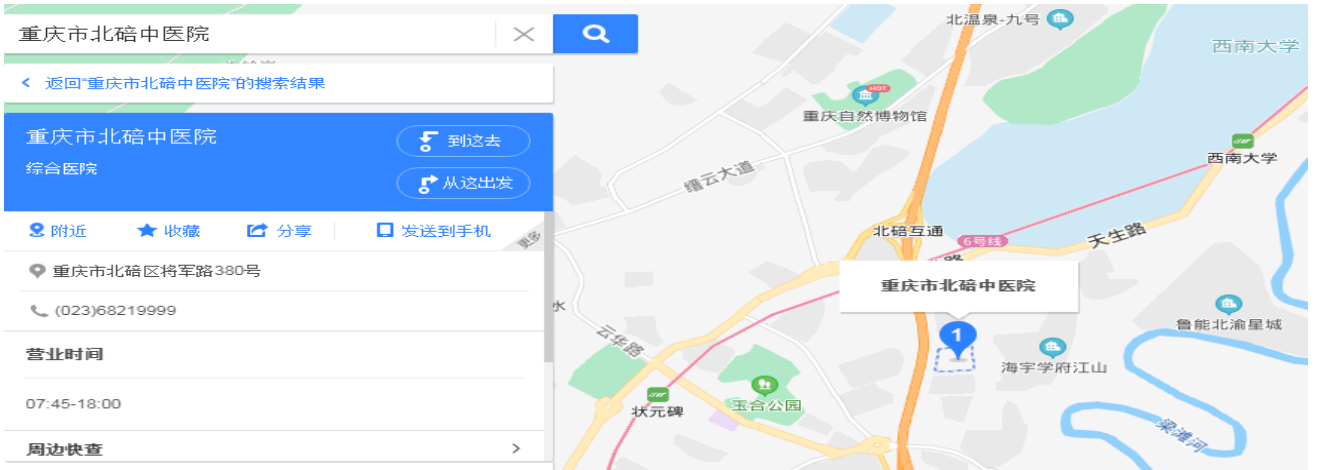 重庆市北碚中医院
返回"重庆市北碚中医院"的搜索结果
重庆市北碚中医院
到这去
综合医院
从这出发
附近
收藏
分享
发送到手机
更多
重庆市北碚区将军路380号
(023)68219999
营业时间
07:45-18:00
周边快查
北温泉-九号
西南大学
HOT
重庆自然博物馆
西南大学
缙云大道
北碚互通
6号线
天生路
路
重庆市北碚中医院
水
1
鲁能北渝星城
云华路
海宇学府江山
状元碑
玉合公园
梁滩河